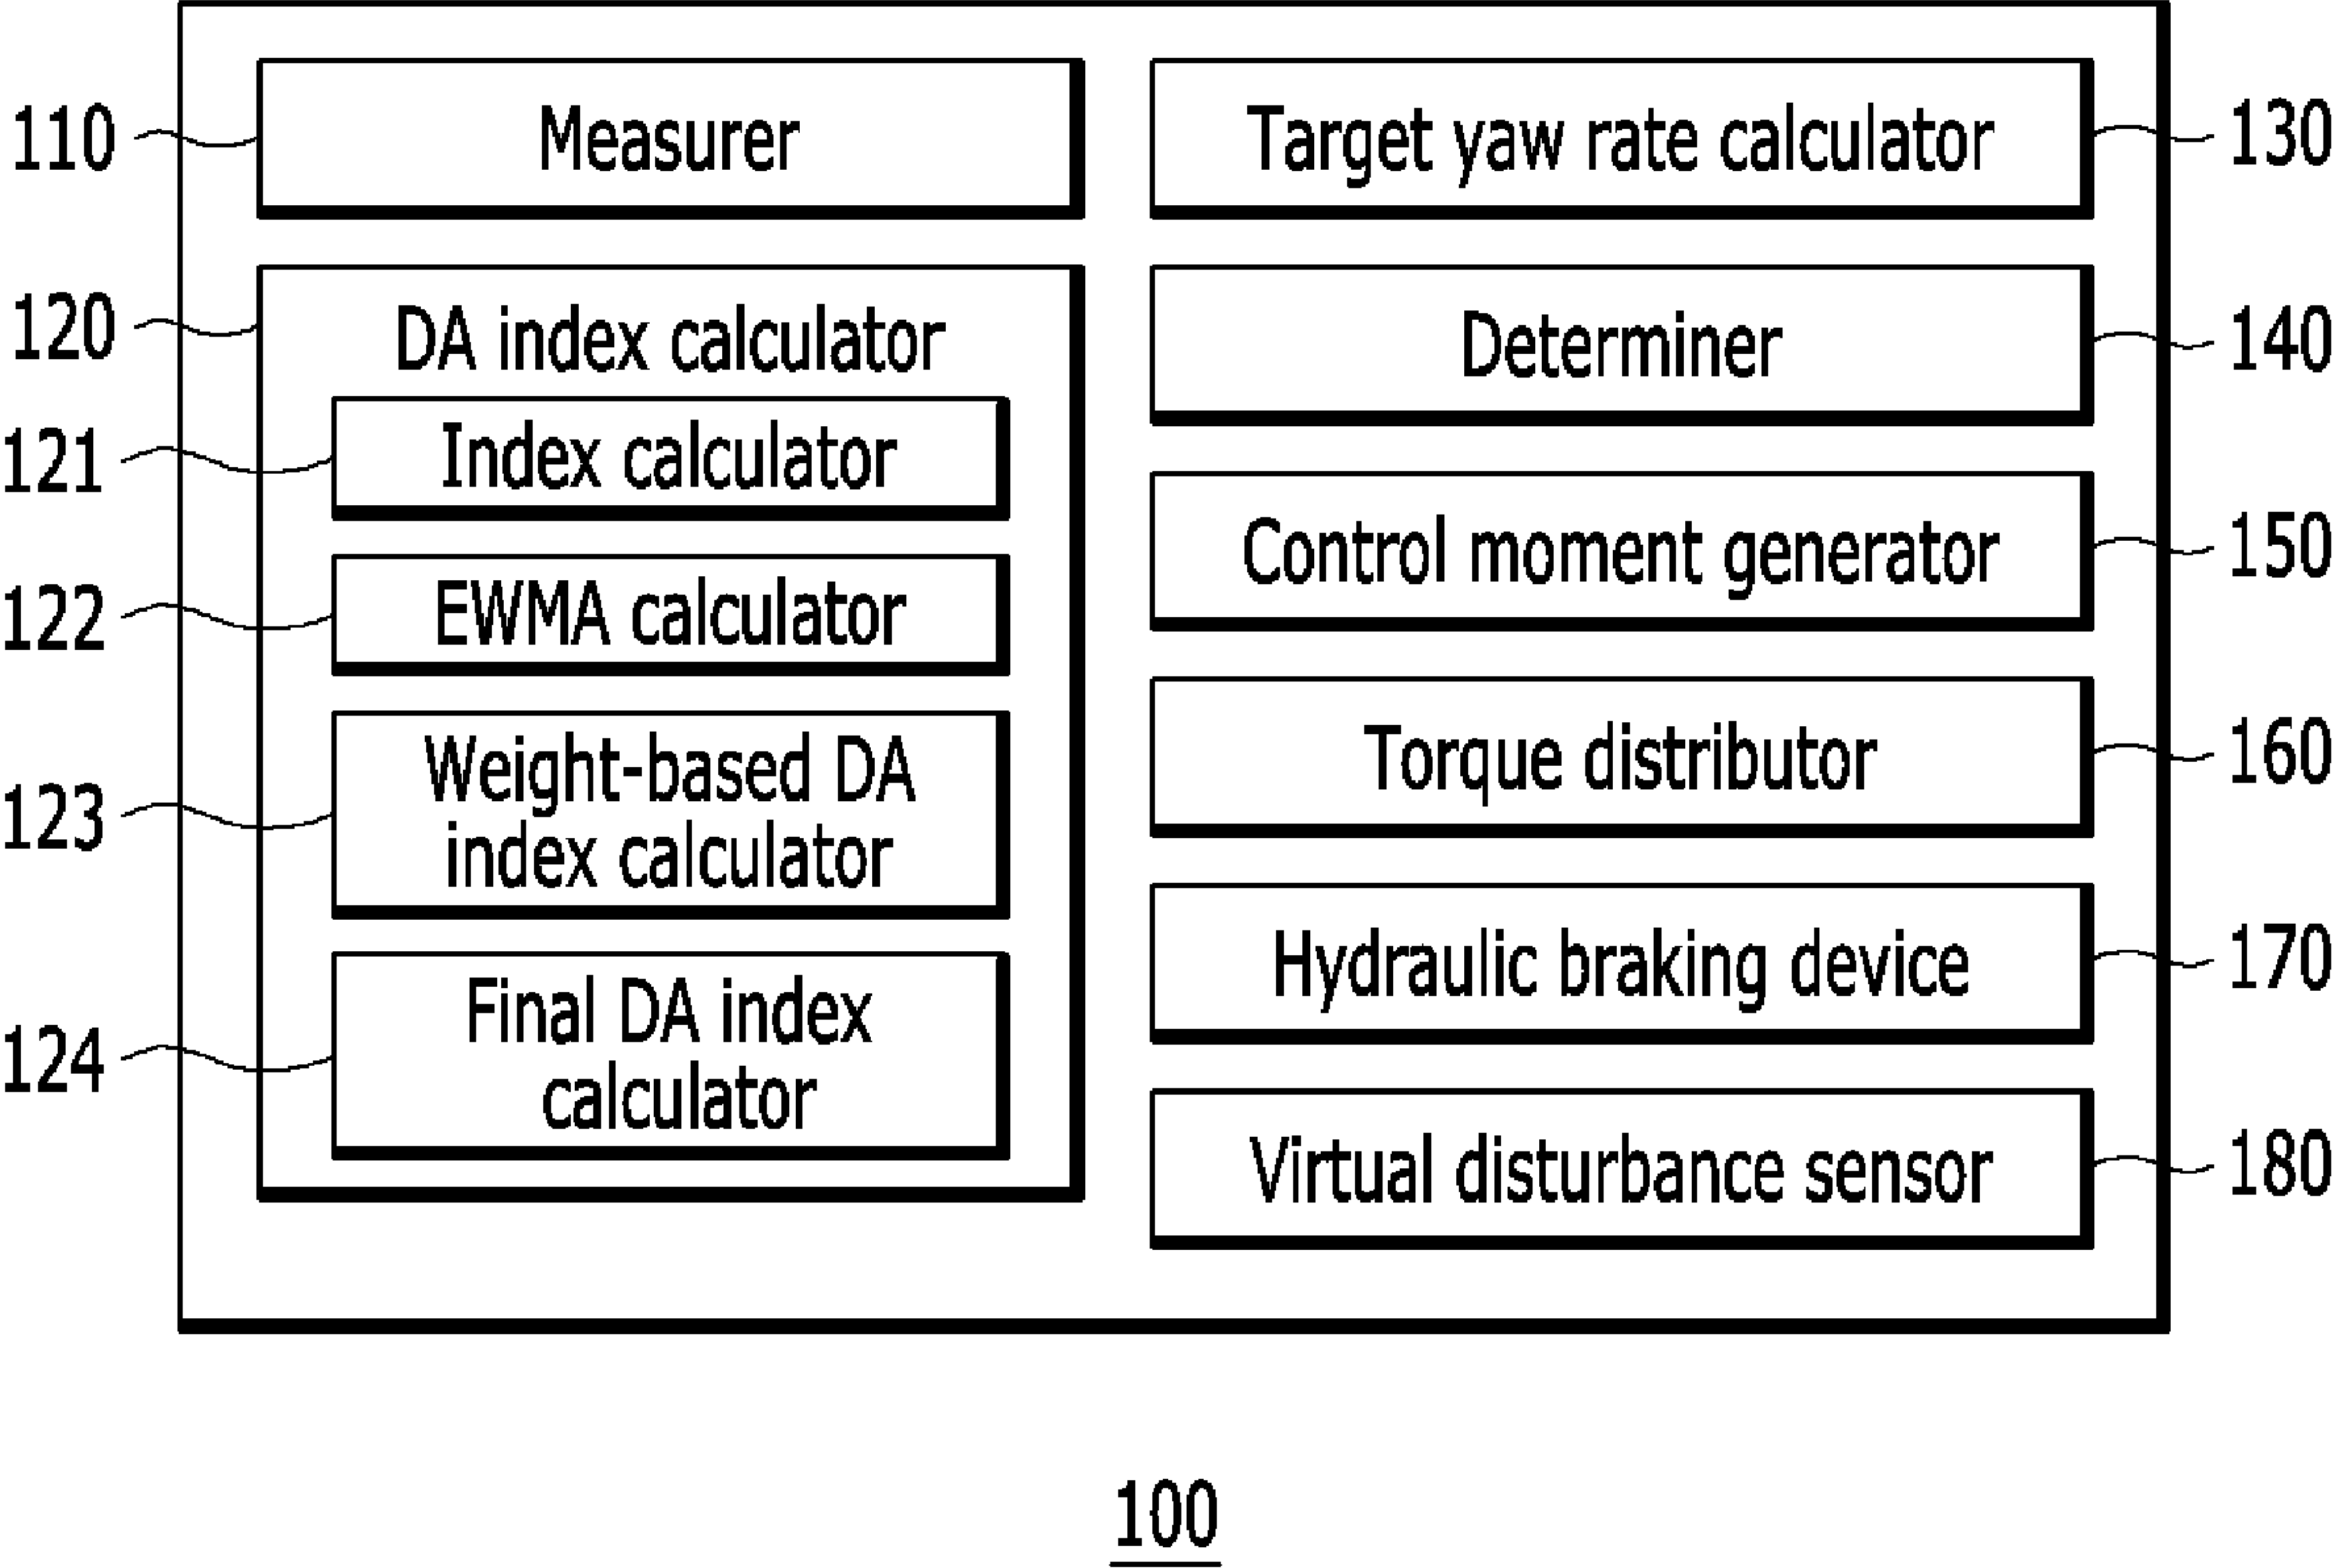 110
Measurer
120
DA index calculator
121
Index calculator
122
EWMA calculator
123
Weight-based DA
index calculator
124
Final DA index
calculator
Target yaw rate calculator
130
Determiner
140
Control moment generator
150
Torque distributor
160
Hydraulic braking device
170
Virtual disturbance sensor
180
100